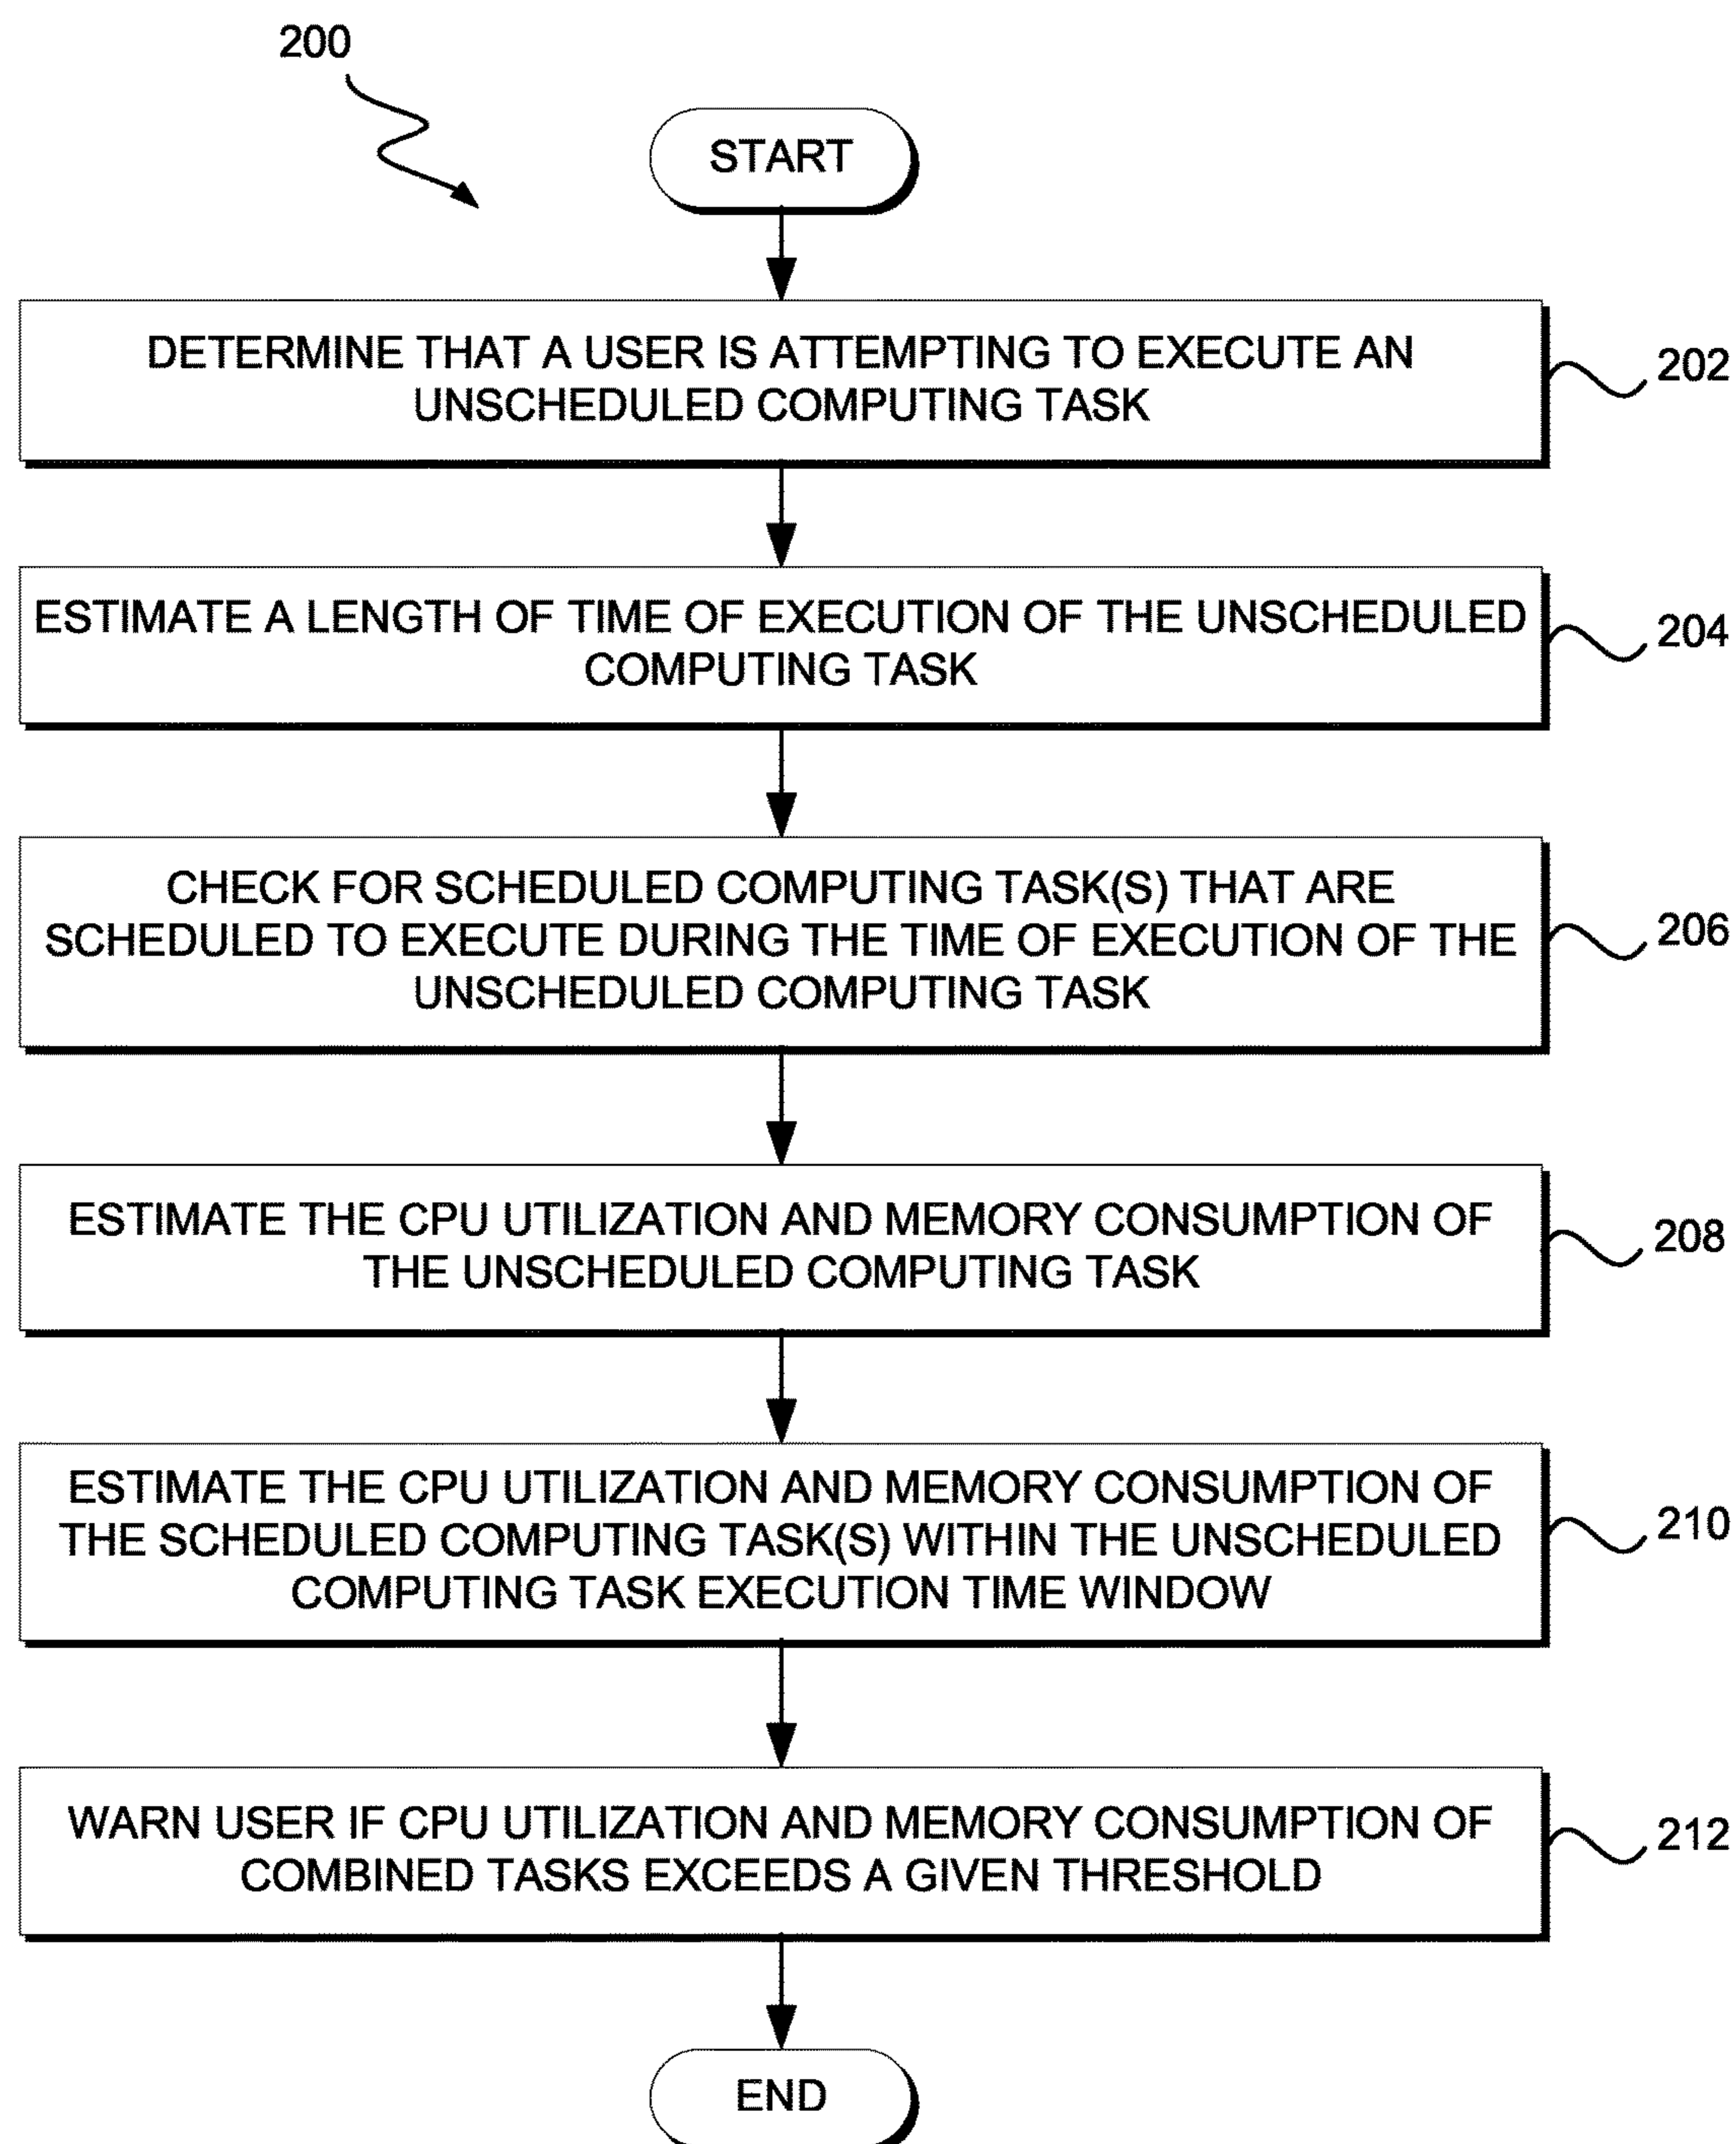 200
START
DETERMINE THAT A USER IS ATTEMPTING TO EXECUTE AN
UNSCHEDULED COMPUTING TASK
202
ESTIMATE A LENGTH OF TIME OF EXECUTION OF THE UNSCHEDULED
COMPUTING TASK
204
CHECK FOR SCHEDULED COMPUTING TASK(S) THAT ARE
SCHEDULED TO EXECUTE DURING THE TIME OF EXECUTION OF THE
UNSCHEDULED COMPUTING TASK
206
ESTIMATE THE CPU UTILIZATION AND MEMORY CONSUMPTION OF
THE UNSCHEDULED COMPUTING TASK
208
ESTIMATE THE CPU UTILIZATION AND MEMORY CONSUMPTION OF
THE SCHEDULED COMPUTING TASK(S) WITHIN THE UNSCHEDULED
COMPUTING TASK EXECUTION TIME WINDOW
210
WARN USER IF CPU UTILIZATION AND MEMORY CONSUMPTION OF
COMBINED TASKS EXCEEDS A GIVEN THRESHOLD
212
END